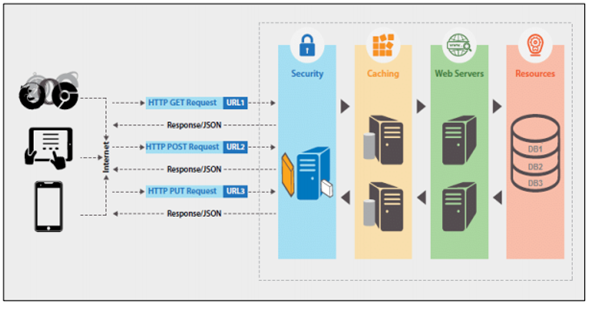 Security
Caching
Web Servers
Resources
Internet
HTTP GET Request URL1
Response/JSON
HTTP POST Request URL2
Response/JSON
HTTP PUT Request URL3
Response/JSON
DB1
DB2
DB3